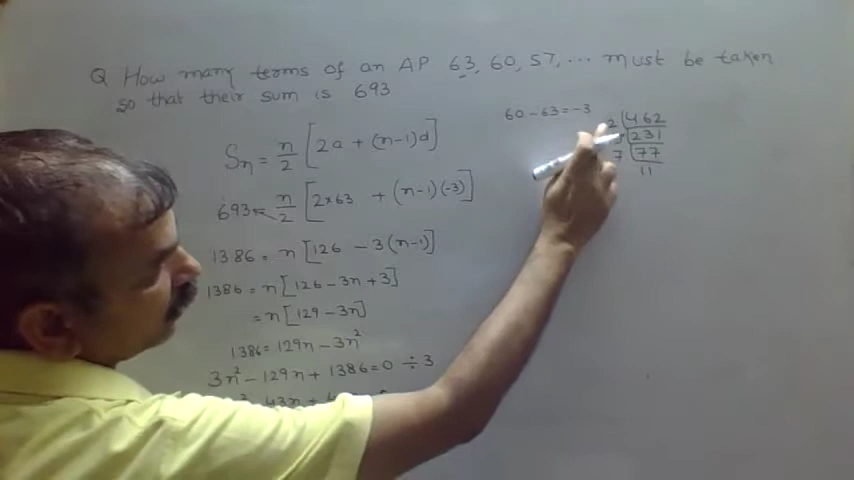 Q How many terms of an AP 63, 60, 57, ... must be taken
so that their sum is 693
Sn = n/2 [2a + (n-1)d]
693 = n/2 [2×63 + (n-1)(-3)]
1386 = n[126 - 3(n-1)]
1386 = n[126 - 3n + 3]
= n[129 - 3n]
1386 = 129n - 3n²
3n² - 129n + 1386 = 0 ÷ 3
43n +
60 - 63 = -3
2 462
231
7 77
11